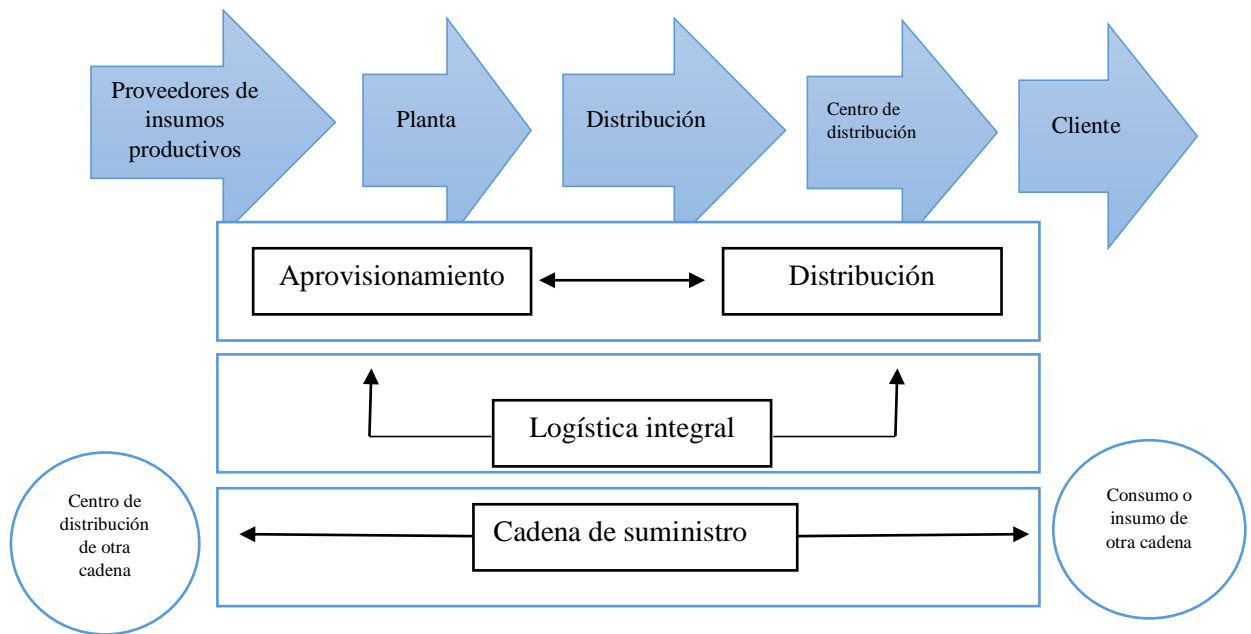 Proveedores de
insumos
productivos
Planta
Distribución
Centro de
distribución
Cliente
Aprovisionamiento
Distribución
Logística integral
Centro de
distribución
de otra
cadena
Cadena de suministro
Consumo o
insumo de
otra cadena